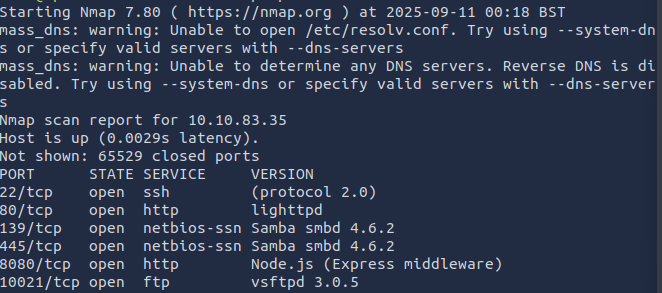 Starting Nmap 7.80 ( https://nmap.org ) at 2025-09-11 00:18 BST
mass_dns: warning: Unable to open /etc/resolv.conf. Try using --system-dn
s or specify valid servers with --dns-servers
mass_dns: warning: Unable to determine any DNS servers. Reverse DNS is di
sabled. Try using --system-dns or specify valid servers with --dns-server
s
Nmap scan report for 10.10.83.35
Host is up (0.0029s latency).
Not shown: 65529 closed ports
PORT      STATE SERVICE     VERSION
22/tcp    open  ssh         (protocol 2.0)
80/tcp    open  http        lighttpd
139/tcp   open  netbios-ssn Samba smbd 4.6.2
445/tcp   open  netbios-ssn Samba smbd 4.6.2
8080/tcp  open  http        Node.js (Express middleware)
10021/tcp open  ftp         vsftpd 3.0.5